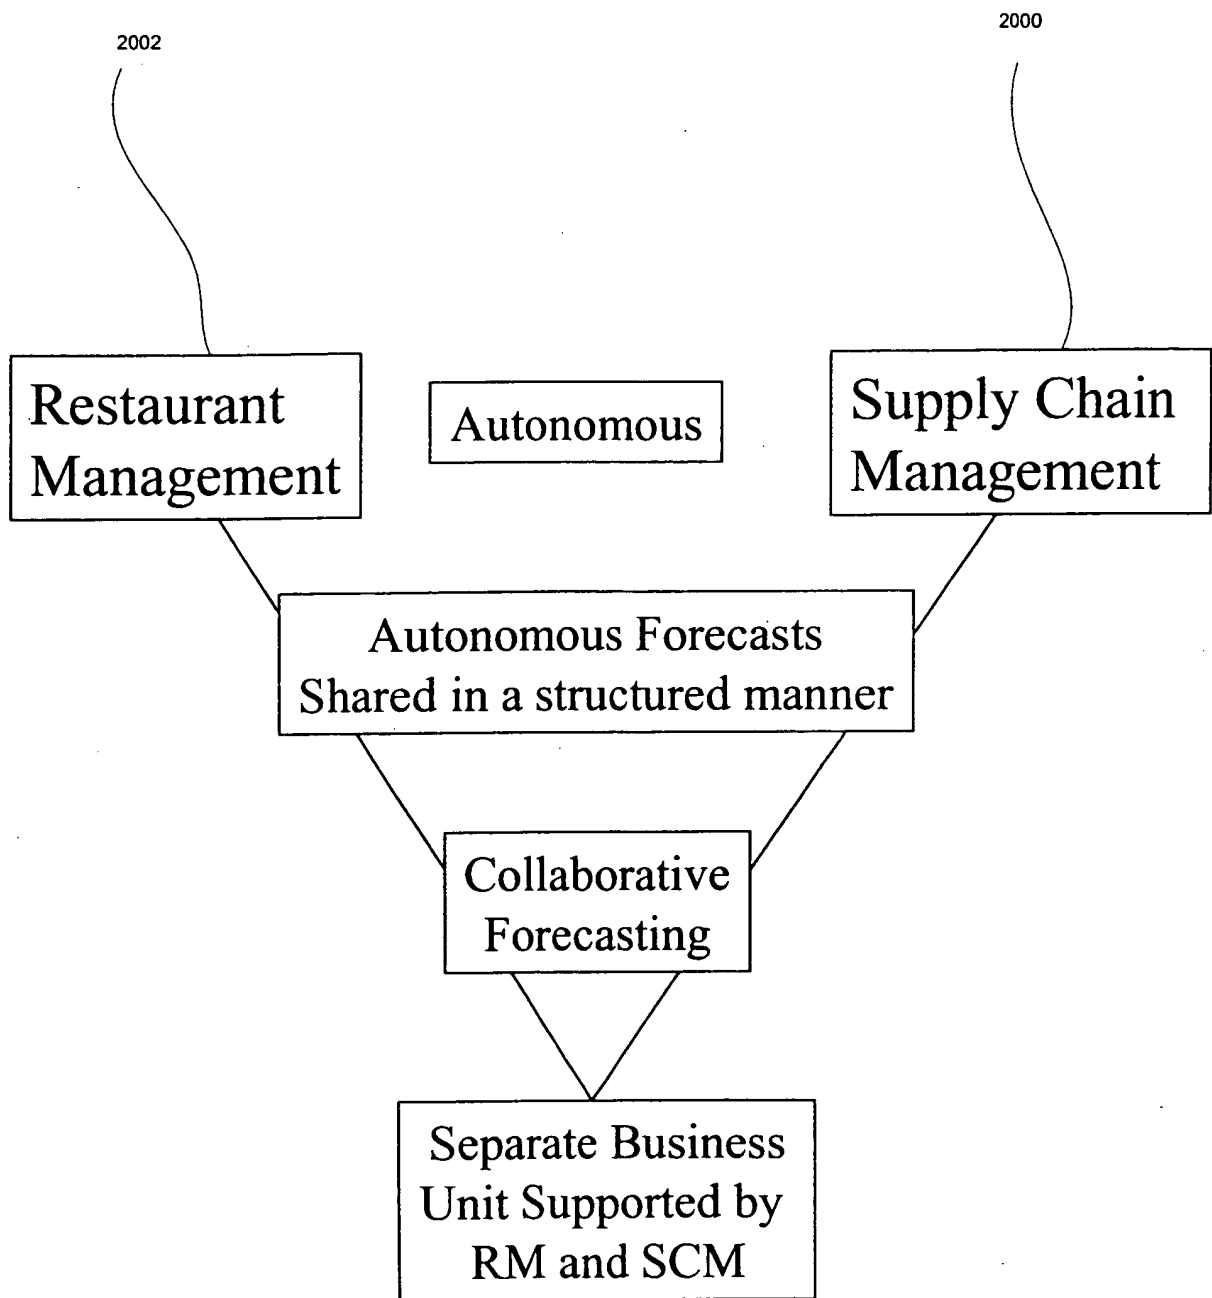 2002
2000
Restaurant
Management
Autonomous
Supply Chain
Management
Autonomous Forecasts
Shared in a structured manner
Collaborative
Forecasting
Separate Business
Unit Supported by
RM and SCM